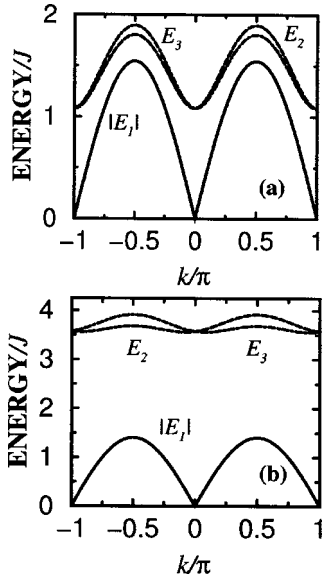 2
E3
E2
ENERGY/J
1
|E1|
(a)
0
−1 −0.5 0 0.5 1
k/π
4
3
E2 E3
ENERGY/J
2
1
|E1|
(b)
0
−1 −0.5 0 0.5 1
k/π